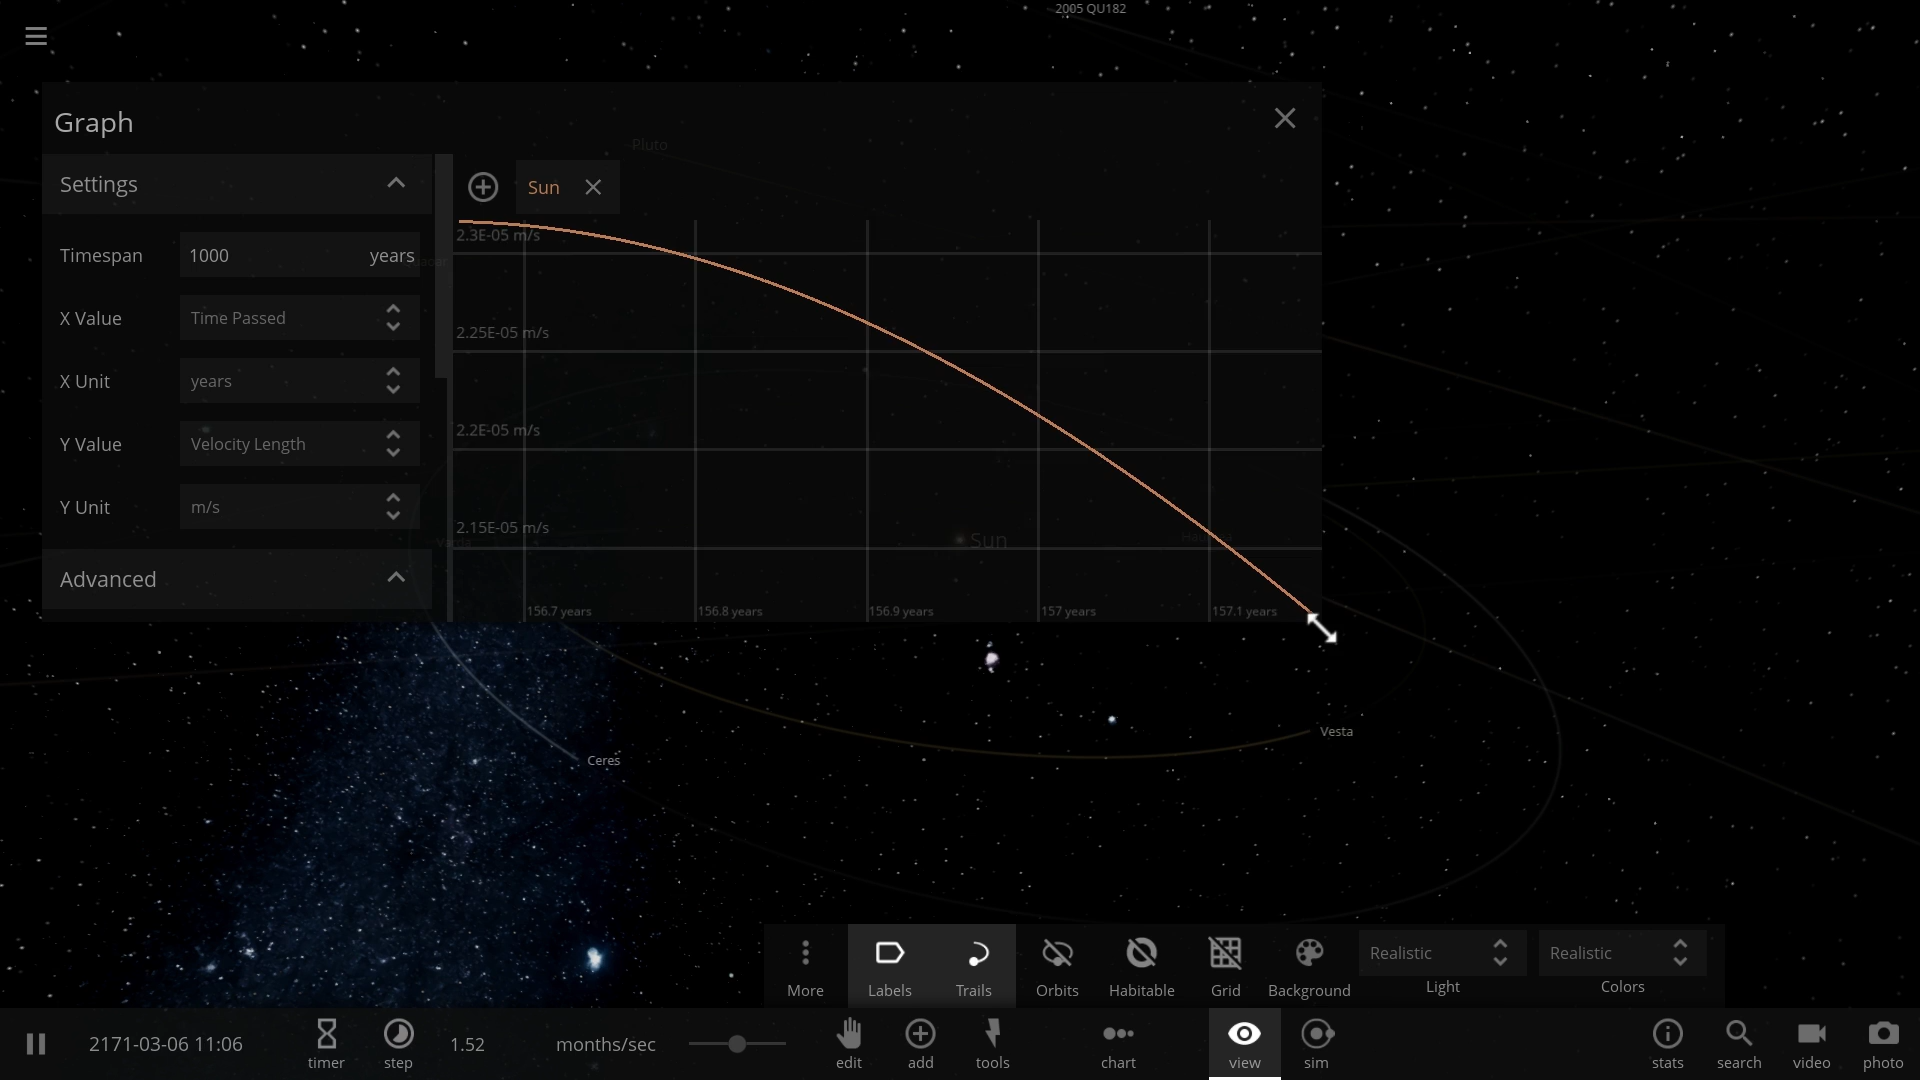 2005 QU182
Graph
Pluto
Settings
Sun
2.3E-05 m/s
Timespan
1000
years
X Value
Time Passed
2.25E-05 m/s
X Unit
years
2.2E-05 m/s
Y Value
Velocity Length
Y Unit
m/s
2.15E-05 m/s
Sun
Advanced
156.7 years
156.8 years
156.9 years
157 years
157.1 years
Vesta
Ceres
Realistic
Realistic
More
Labels
Trails
Orbits
Habitable
Grid
Background
Light
Colors
2171-03-06 11:06
1.52
months/sec
timer
step
edit
add
tools
chart
view
sim
stats
search
video
photo